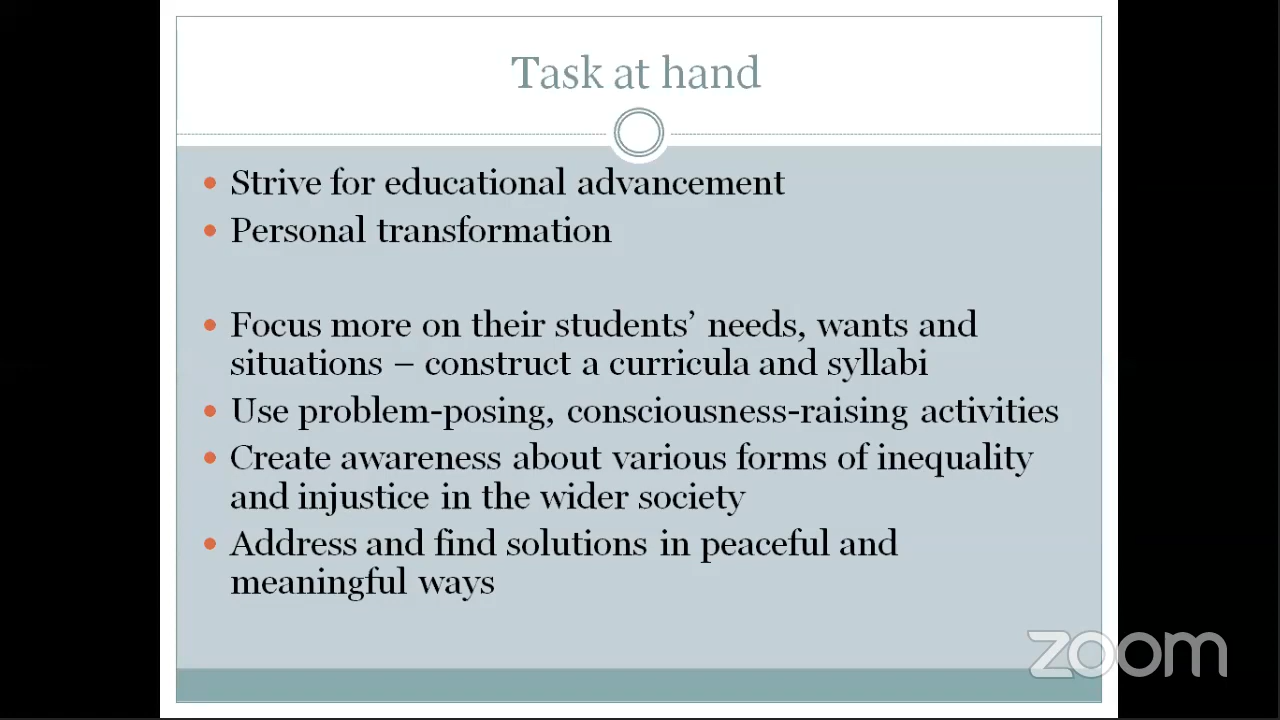 Task at hand
Strive for educational advancement
Personal transformation
Focus more on their students’ needs, wants and
situations – construct a curricula and syllabi
Use problem-posing, consciousness-raising activities
Create awareness about various forms of inequality
and injustice in the wider society
Address and find solutions in peaceful and
meaningful ways
zoom